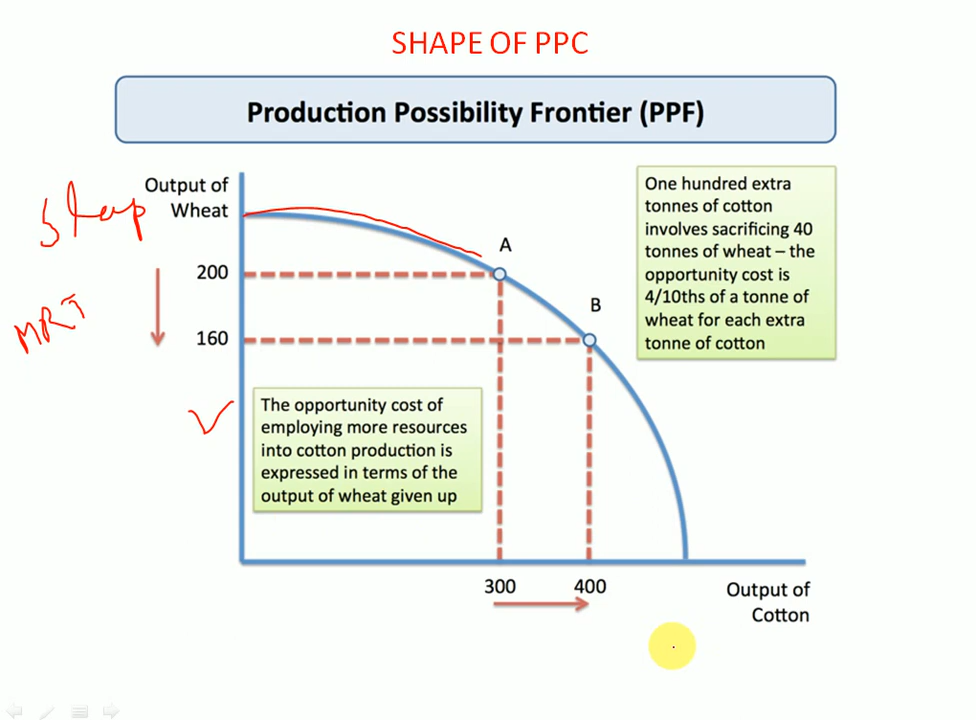 SHAPE OF PPC
Production Possibility Frontier (PPF)
Output of
Wheat
One hundred extra
tonnes of cotton
involves sacrificing 40
tonnes of wheat – the
opportunity cost is
4/10ths of a tonne of
wheat for each extra
tonne of cotton
A
200
B
MRT
160
The opportunity cost of
employing more resources
into cotton production is
expressed in terms of the
output of wheat given up
300
400
Output of
Cotton